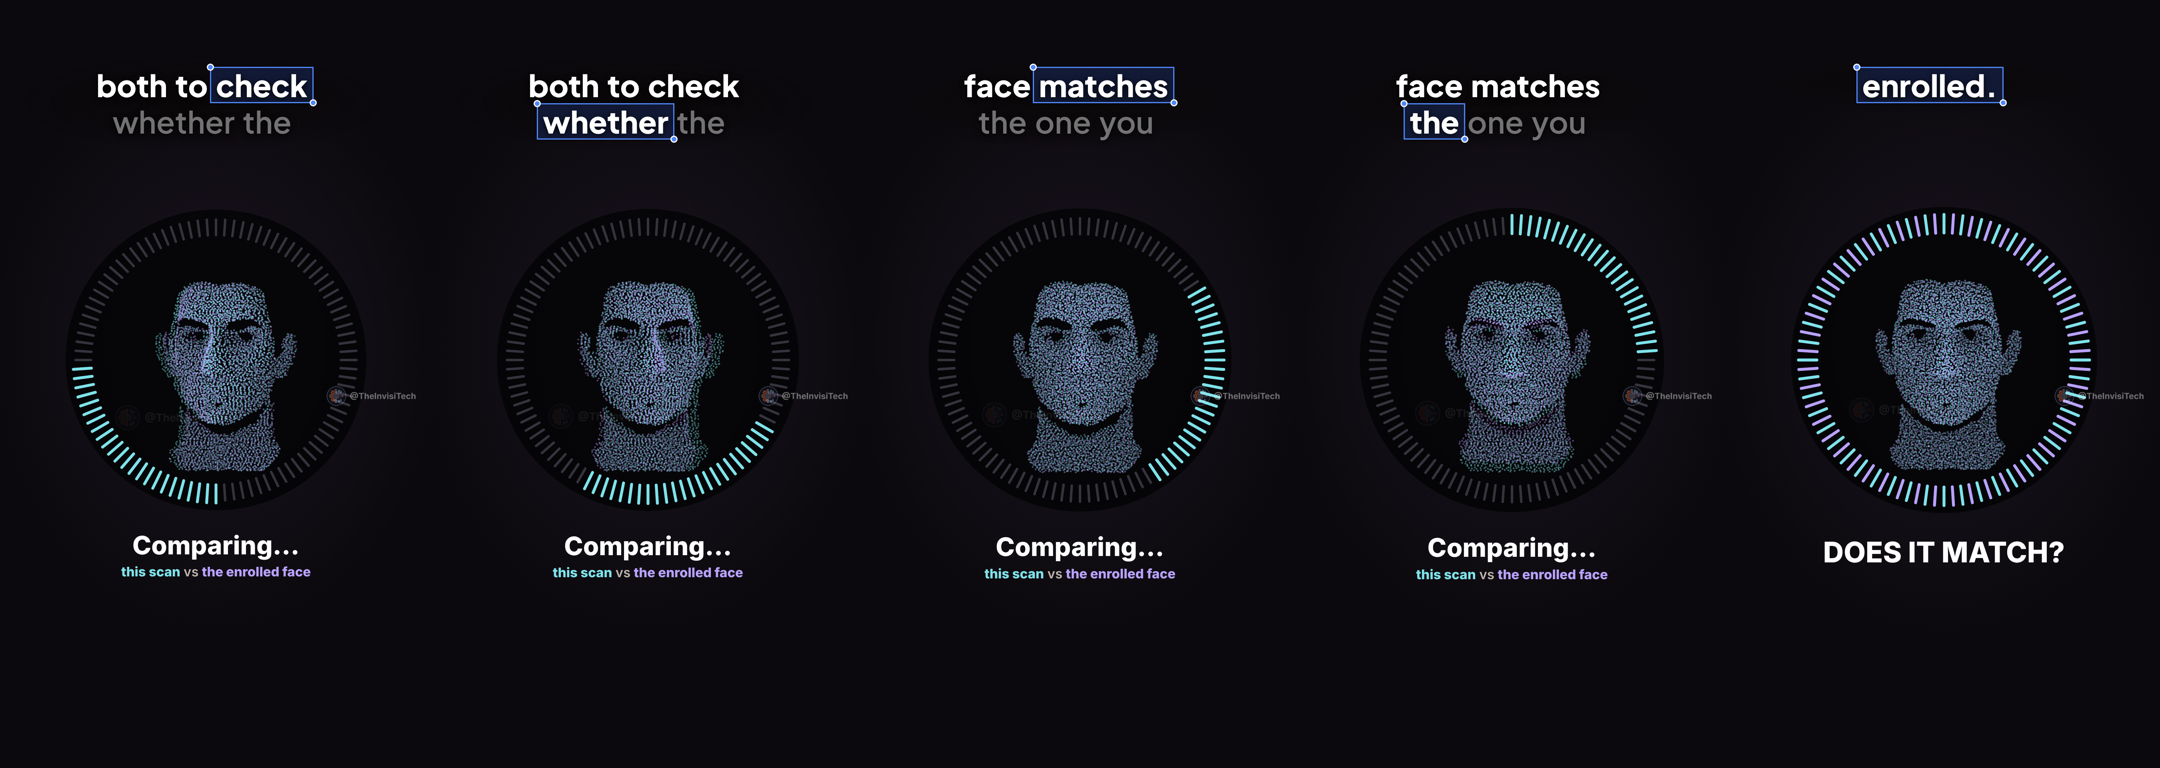 both to check
whether the
@TheInvisiTech
Comparing...
this scan vs the enrolled face
both to check
whether the
@TheInvisiTech
Comparing...
this scan vs the enrolled face
face matches
the one you
@TheInvisiTech
Comparing...
this scan vs the enrolled face
face matches
the one you
@TheInvisiTech
Comparing...
this scan vs the enrolled face
enrolled.
@TheInvisiTech
DOES IT MATCH?